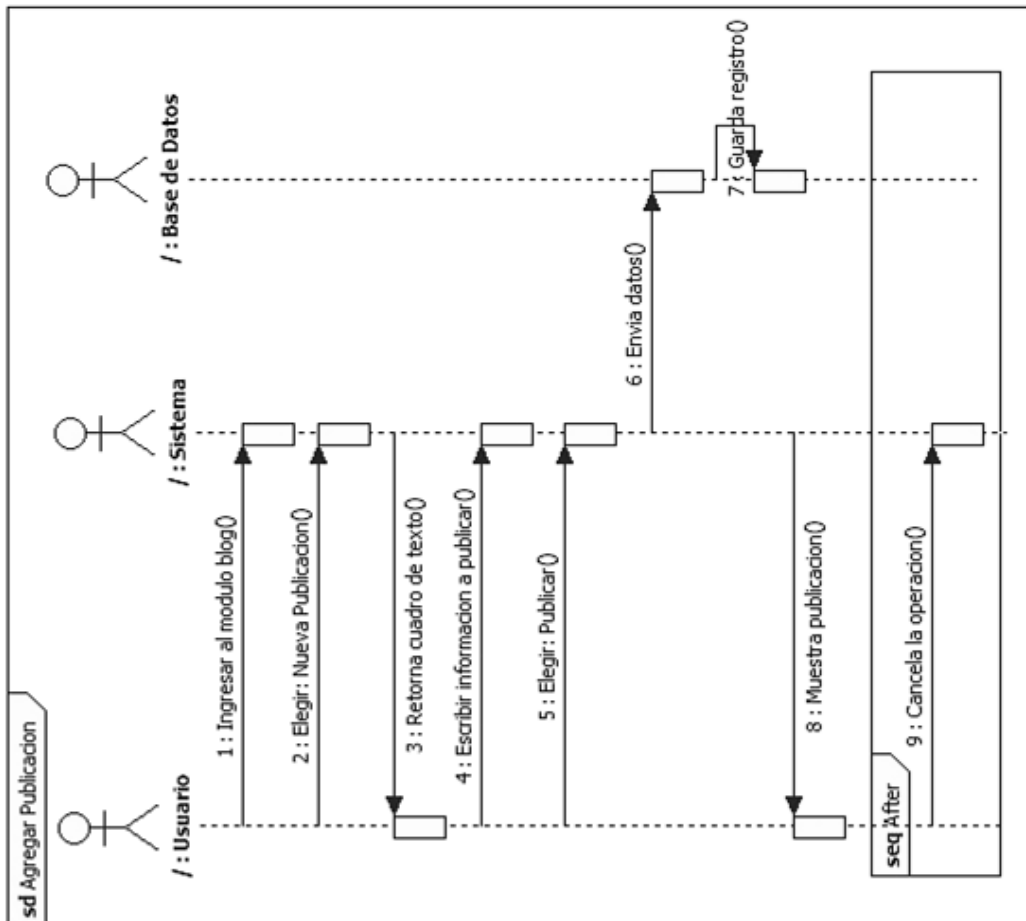 sd Agregar Publicacion
/ : Usuario
/ : Sistema
/ : Base de Datos
1 : Ingresar al modulo blog()
2 : Elegir: Nueva Publicacion()
3 : Retorna cuadro de texto()
4 : Escribir informacion a publicar()
5 : Elegir: Publicar()
6 : Envia datos()
7 : Guarda registro()
8 : Muestra publicacion()
seq After
9 : Cancela la operacion()